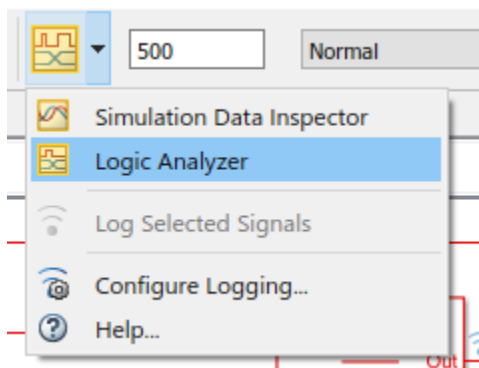 500
Normal
Simulation Data Inspector
Logic Analyzer
Log Selected Signals
Configure Logging...
Help...
Out